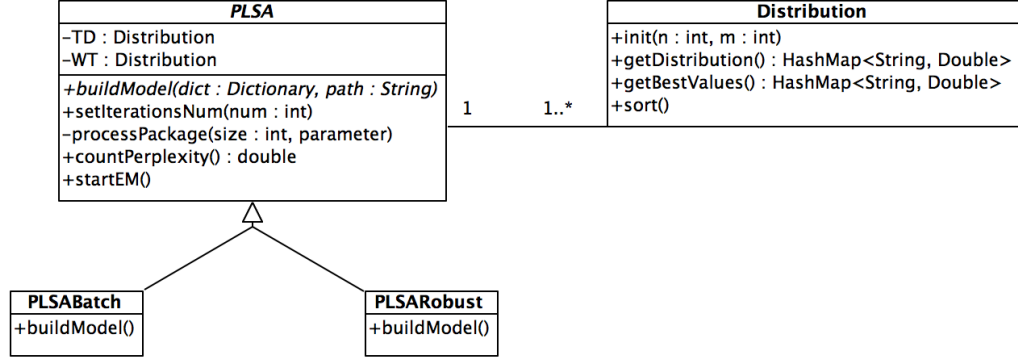 PLSA
-TD : Distribution
-WT : Distribution
+buildModel(dict : Dictionary, path : String)
+setIterationsNum(num : int)
-processPackage(size : int, parameter)
+countPerplexity() : double
+startEM()
1
1..*
Distribution
+init(n : int, m : int)
+getDistribution() : HashMap<String, Double>
+getBestValues() : HashMap<String, Double>
+sort()
PLSABatch
+buildModel()
PLSARobust
+buildModel()